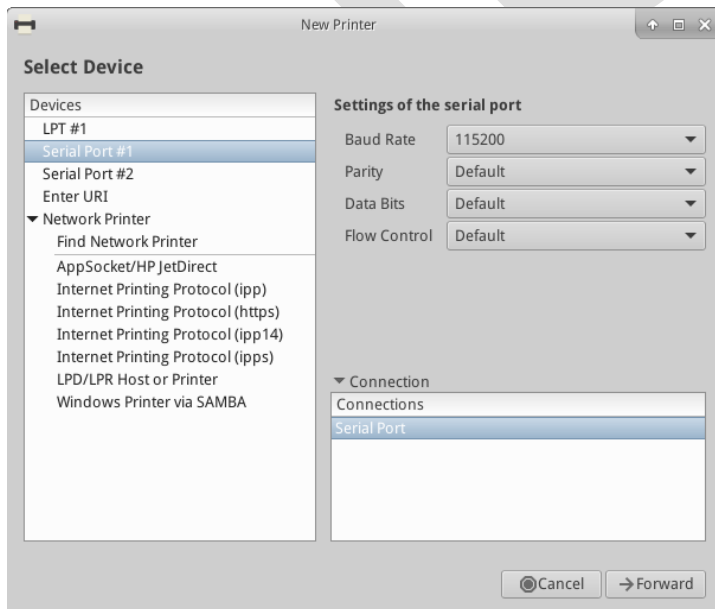 New Printer
Select Device
Devices
LPT #1
Serial Port #1
Serial Port #2
Enter URI
Network Printer
Find Network Printer
AppSocket/HP JetDirect
Internet Printing Protocol (ipp)
Internet Printing Protocol (https)
Internet Printing Protocol (ipp14)
Internet Printing Protocol (ipps)
LPD/LPR Host or Printer
Windows Printer via SAMBA
Settings of the serial port
Baud Rate 115200
Parity Default
Data Bits Default
Flow Control Default
Connection
Connections
Serial Port
Cancel Forward